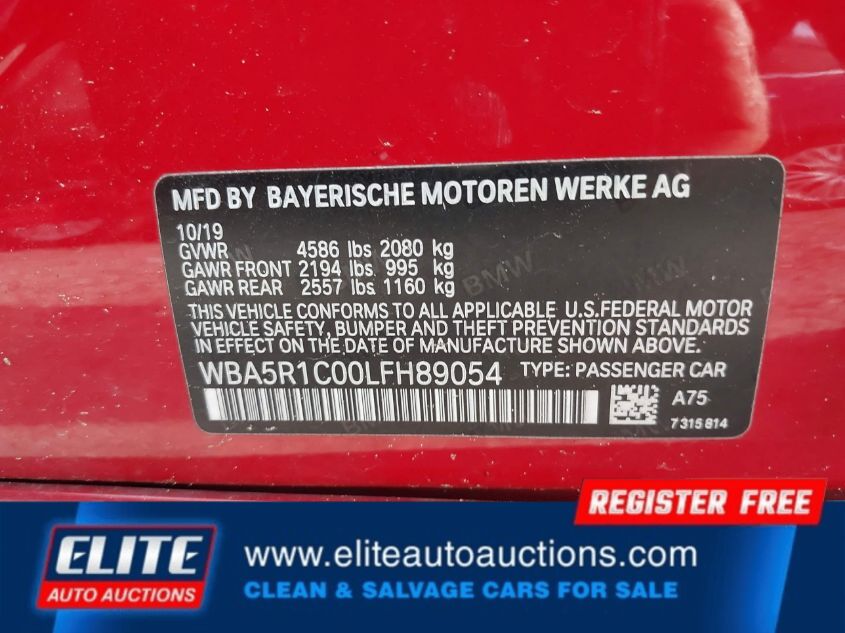 MFD BY BAYERISCHE MOTOREN WERKE AG
10/19
GVWR 4586 lbs 2080 kg
GAWR FRONT 2194 lbs 995 kg
GAWR REAR 2557 lbs 1160 kg
THIS VEHICLE CONFORMS TO ALL APPLICABLE U.S.FEDERAL MOTOR
VEHICLE SAFETY, BUMPER AND THEFT PREVENTION STANDARDS
IN EFFECT ON THE DATE OF MANUFACTURE SHOWN ABOVE.
WBA5R1C00LFH89054 TYPE: PASSENGER CAR
A75
7315814
BMW
REGISTER FREE
ELITE
AUTO AUCTIONS
www.eliteautoauctions.com
CLEAN & SALVAGE CARS FOR SALE